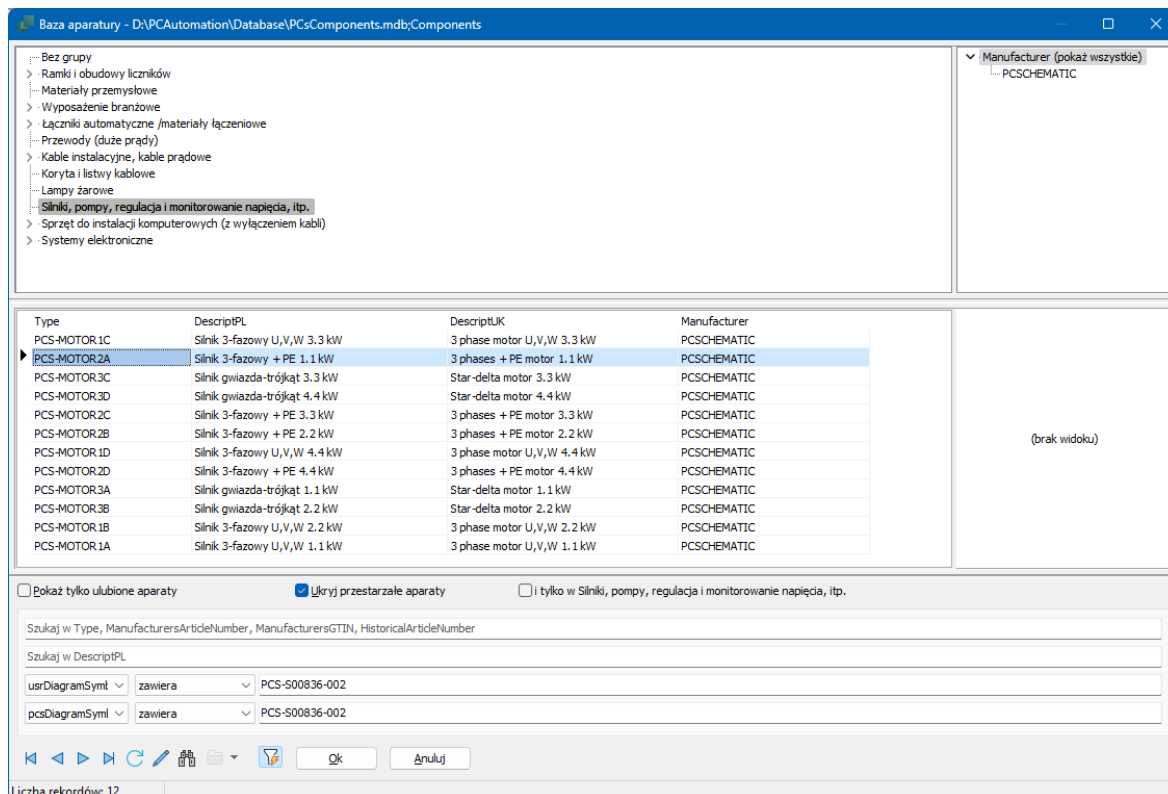 Baza aparatury - D:\PCAutomation\Database\PCsComponents.mdb;Components
Bez grupy
Ramki i obudowy liczników
Materiały przemysłowe
Wyposażenie branżowe
Łączniki automatyczne /materiały łączeniowe
Przewody (duże prądy)
Kable instalacyjne, kable prądowe
Koryta i listwy kablowe
Lampy żarowe
Silniki, pompy, regulacja i monitorowanie napięcia, itp.
Sprzęt do instalacji komputerowych (z wyłączeniem kabli)
Systemy elektroniczne
Manufacturer (pokaż wszystkie)
PCSCHEMATIC
Type DescriptPL DescriptUK Manufacturer
PCS-MOTOR1C Silnik 3-fazowy U,V,W 3.3 kW 3 phase motor U,V,W 3.3 kW PCSCHEMATIC
PCS-MOTOR2A Silnik 3-fazowy + PE 1.1 kW 3 phases + PE motor 1.1 kW PCSCHEMATIC
PCS-MOTOR3C Silnik gwiazda-trójkąt 3.3 kW Star-delta motor 3.3 kW PCSCHEMATIC
PCS-MOTOR3D Silnik gwiazda-trójkąt 4.4 kW Star-delta motor 4.4 kW PCSCHEMATIC
PCS-MOTOR2C Silnik 3-fazowy + PE 3.3 kW 3 phases + PE motor 3.3 kW PCSCHEMATIC
PCS-MOTOR2B Silnik 3-fazowy + PE 2.2 kW 3 phases + PE motor 2.2 kW PCSCHEMATIC
PCS-MOTOR1D Silnik 3-fazowy U,V,W 4.4 kW 3 phase motor U,V,W 4.4 kW PCSCHEMATIC
PCS-MOTOR2D Silnik 3-fazowy + PE 4.4 kW 3 phases + PE motor 4.4 kW PCSCHEMATIC
PCS-MOTOR3A Silnik gwiazda-trójkąt 1.1 kW Star-delta motor 1.1 kW PCSCHEMATIC
PCS-MOTOR3B Silnik gwiazda-trójkąt 2.2 kW Star-delta motor 2.2 kW PCSCHEMATIC
PCS-MOTOR1B Silnik 3-fazowy U,V,W 2.2 kW 3 phase motor U,V,W 2.2 kW PCSCHEMATIC
PCS-MOTOR1A Silnik 3-fazowy U,V,W 1.1 kW 3 phase motor U,V,W 1.1 kW PCSCHEMATIC
(brak widoku)
Pokaż tylko ulubione aparaty Ukryj przestarzałe aparaty i tylko w Silniki, pompy, regulacja i monitorowanie napięcia, itp.
Szukaj w Type, ManufacturersArticleNumber, ManufacturersGTIN, HistoricalArticleNumber
Szukaj w DescriptPL
usrDiagramSymb zawiera PCS-S00836-002
pcsDiagramSyml zawiera PCS-S00836-002
Ok Anuluj
Liczba rekordów: 12